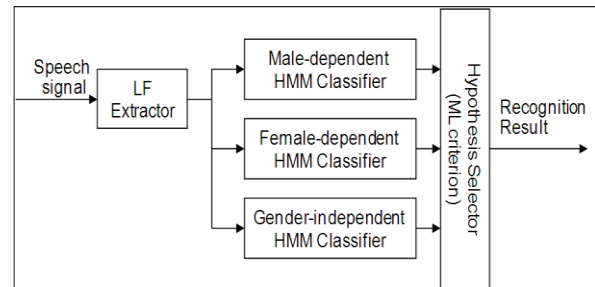 Speech
signal
LF
Extractor
Male-dependent
HMM Classifier
Female-dependent
HMM Classifier
Gender-independent
HMM Classifier
Hypothesis Selector
(ML criterion)
Recognition
Result